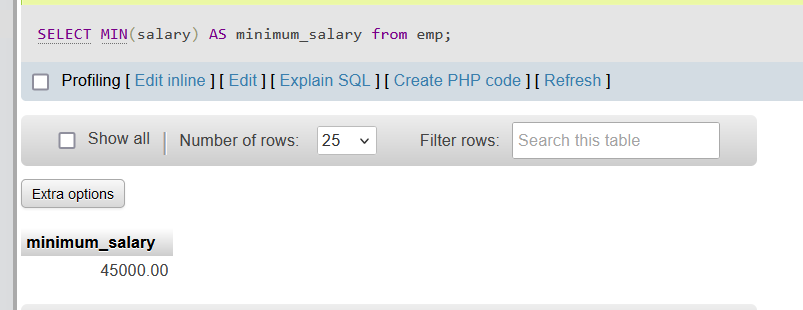 SELECT MIN(salary) AS minimum_salary from emp;
Profiling [ Edit inline ] [ Edit ] [ Explain SQL ] [ Create PHP code ] [ Refresh ]
Show all | Number of rows: 25 Filter rows: Search this table
Extra options
minimum_salary
45000.00